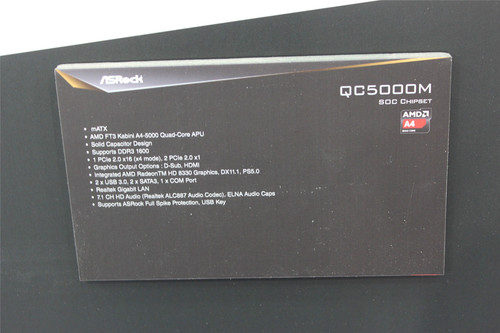 ASRock
QC5000M
SOC CHIPSET
AMD
A4
• mATX
• AMD FT3 Kabini A4-5000 Quad-Core APU
• Solid Capacitor Design
• Supports DDR3 1600
• 1 PCIe 2.0 x16 (x4 mode), 2 PCIe 2.0 x1
• Graphics Output Options : D-Sub, HDMI
• Integrated AMD RadeonTM HD 8330 Graphics, DX11.1, PS5.0
• 2 x USB 3.0, 2 x SATA3, 1 x COM Port
• Realtek Gigabit LAN
• 7.1 CH HD Audio (Realtek ALC887 Audio Codec), ELNA Audio Caps
• Supports ASRock Full Spike Protection, USB Key